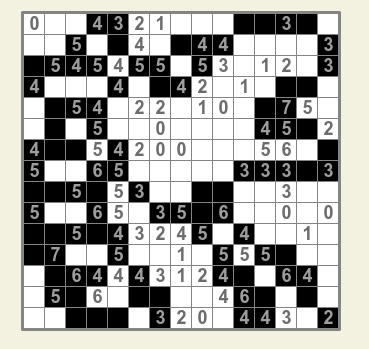 0 4 3 2 1 3
5 4 4 4 3
5 4 5 4 5 5 5 3 1 2 3
4 4 4 2 1
5 4 2 2 1 0 7 5
5 0 4 5 2
4 5 4 2 0 0 5 6
5 6 5 3 3 3 3
5 5 3 3
5 6 5 3 5 6 0 0
5 4 3 2 4 5 4 1
7 5 1 5 5 5
6 4 4 4 3 1 2 4 6 4
5 6 4 6
3 2 0 4 4 3 2